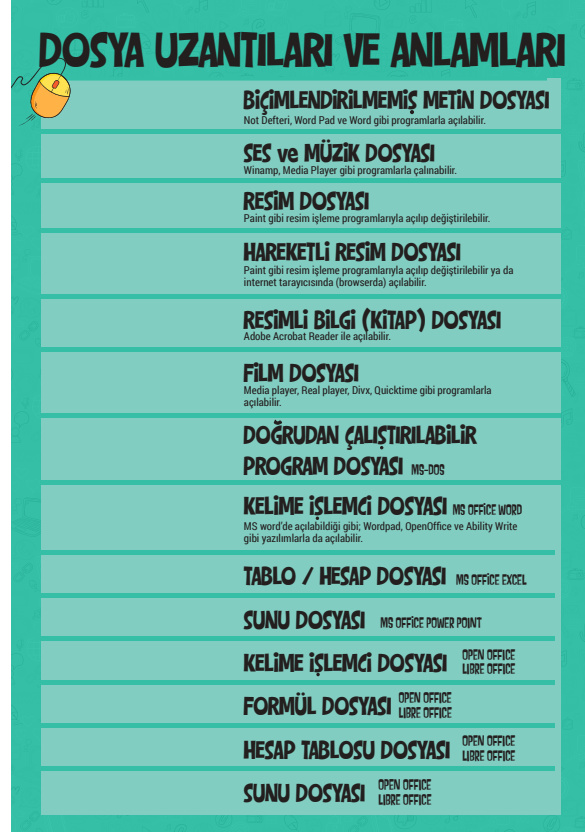 DOSYA UZANTILARI VE ANLAMLARI
BİÇİMLENDİRİLMEMİŞ METİN DOSYASI
Not Defteri, Word Pad ve Word gibi programlarla açılabilir.
SES ve MÜZİK DOSYASI
Winamp, Media Player gibi programlarla çalınabilir.
RESİM DOSYASI
Paint gibi resim işleme programlarıyla açılıp değiştirilebilir.
HAREKETLİ RESİM DOSYASI
Paint gibi resim işleme programlarıyla açılıp değiştirilebilir ya da
internet tarayıcısında (browserda) açılabilir.
RESİMLİ BİLGİ (KİTAP) DOSYASI
Adobe Acrobat Reader ile açılabilir.
FİLM DOSYASI
Media player, Real player, Divx, Quicktime gibi programlarla
açılabilir.
DOĞRUDAN ÇALIŞTIRILABİLİR
PROGRAM DOSYASI MS-DOS
KELİME İŞLEMCİ DOSYASI MS OFFİCE WORD
MS word'de açılabildiği gibi; Wordpad, OpenOffice ve Ability Write
gibi yazılımlarla da açılabilir.
TABLO / HESAP DOSYASI MS OFFİCE EXCEL
SUNU DOSYASI MS OFFİCE POWER POINT
KELİME İŞLEMCİ DOSYASI OPEN OFFICE
LIBRE OFFICE
FORMÜL DOSYASI OPEN OFFICE
LIBRE OFFICE
HESAP TABLOSU DOSYASI OPEN OFFICE
LIBRE OFFICE
SUNU DOSYASI OPEN OFFICE
LIBRE OFFICE